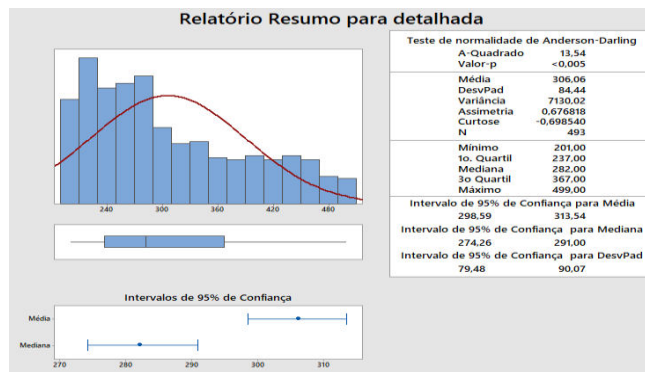 Relatório Resumo para detalhada
240 300 360 420 480
Intervalos de 95% de Confiança
Média
Mediana
270 280 290 300 310
Teste de normalidade de Anderson-Darling
A-Quadrado 13,54
Valor-p <0,005
Média 306,06
DesvPad 84,44
Variância 7130,02
Assimetria 0,676818
Curtose -0,698540
N 493
Mínimo 201,00
1o. Quartil 237,00
Mediana 282,00
3o Quartil 367,00
Máximo 499,00
Intervalo de 95% de Confiança para Média
298,59 313,54
Intervalo de 95% de Confiança para Mediana
274,26 291,00
Intervalo de 95% de Confiança para DesvPad
79,48 90,07